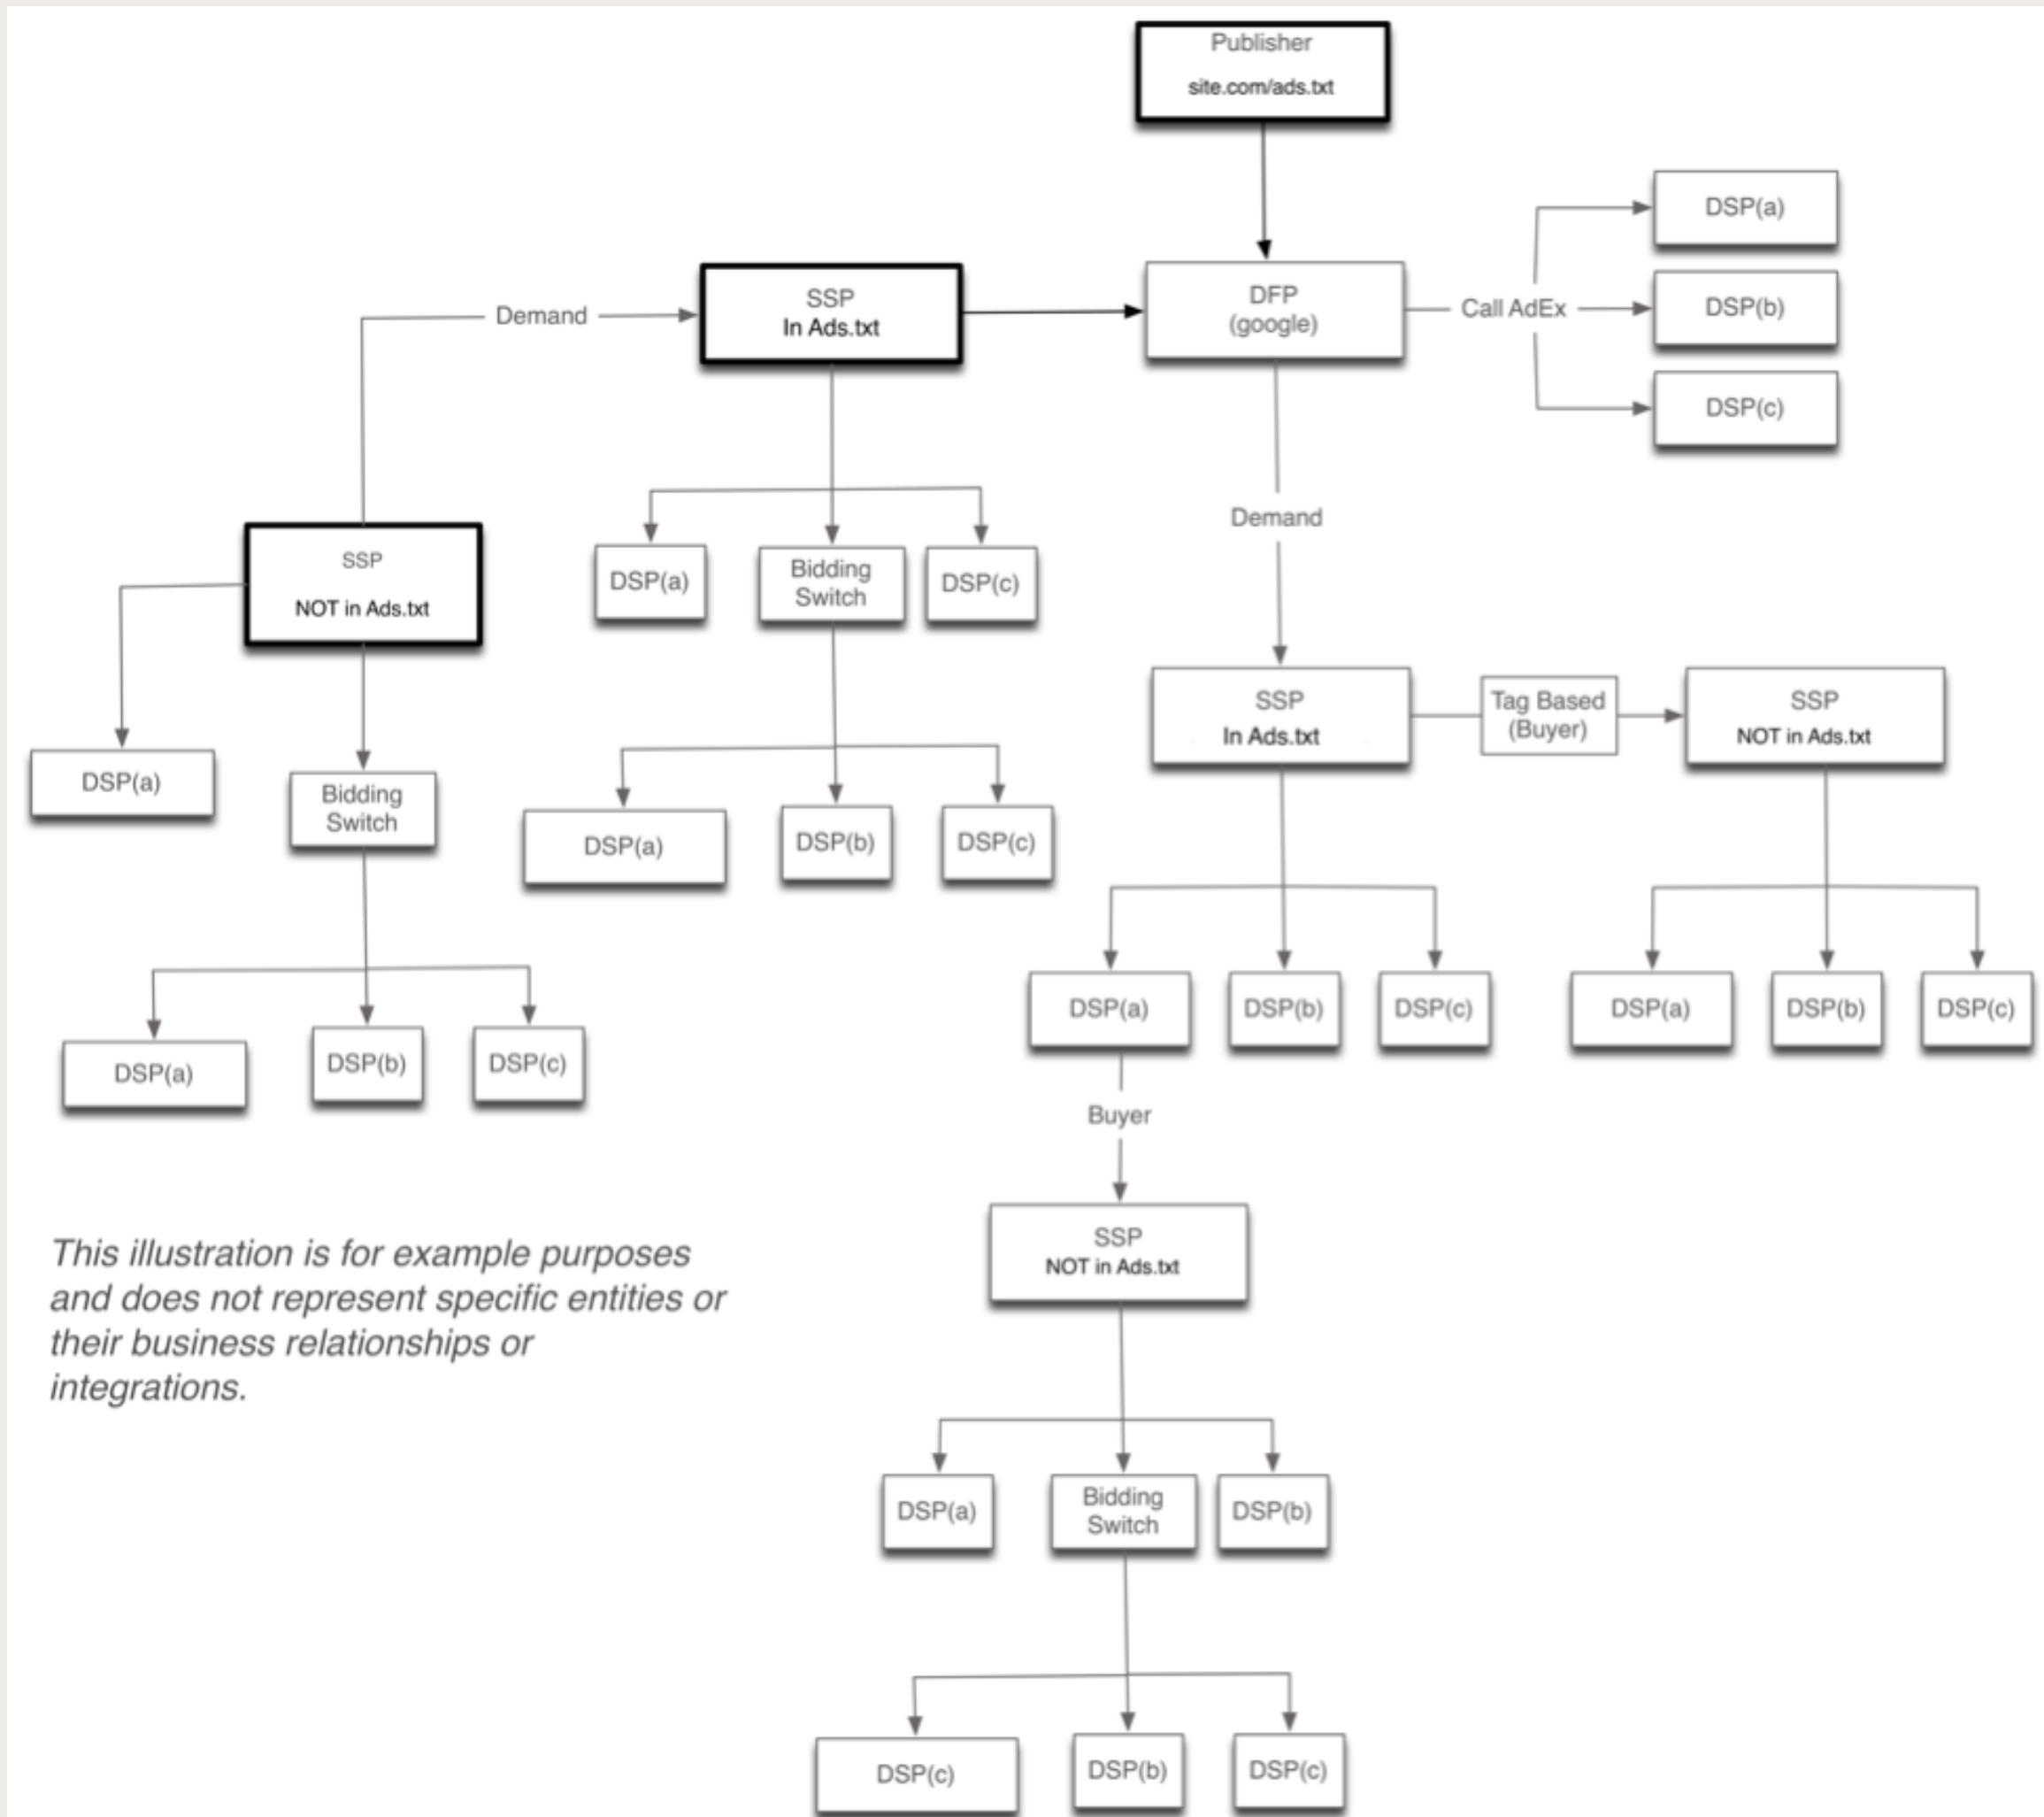 Publisher
site.com/ads.txt
DSP(a)
SSP
In Ads.txt
DFP
(google)
Demand
Call AdEx
DSP(b)
DSP(c)
Demand
SSP
NOT in Ads.txt
DSP(a)
Bidding
Switch
DSP(c)
SSP
In Ads.txt
Tag Based
(Buyer)
SSP
NOT in Ads.txt
DSP(a)
Bidding
Switch
DSP(a)
DSP(b)
DSP(c)
DSP(a)
DSP(b)
DSP(c)
DSP(a)
DSP(b)
DSP(c)
DSP(a)
DSP(b)
DSP(c)
Buyer
SSP
NOT in Ads.txt
This illustration is for example purposes
and does not represent specific entities or
their business relationships or
integrations.
DSP(a)
Bidding
Switch
DSP(b)
DSP(c)
DSP(b)
DSP(c)